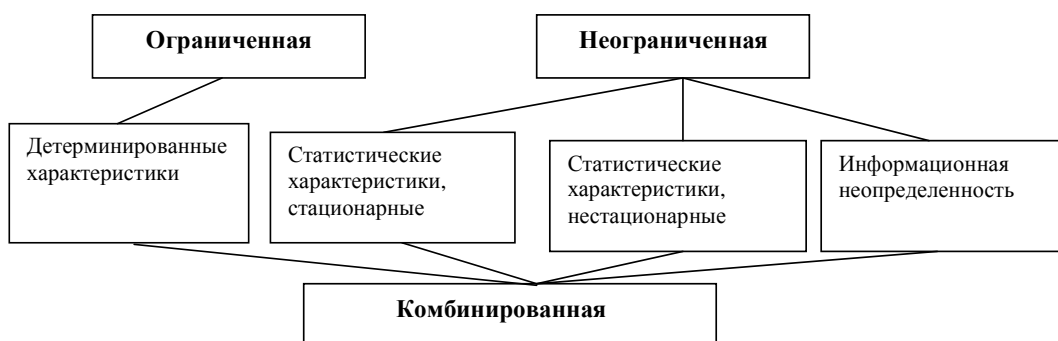 Ограниченная
Неограниченная
Детерминированные
характеристики
Статистические
характеристики,
стационарные
Статистические
характеристики,
нестационарные
Информационная
неопределенность
Комбинированная